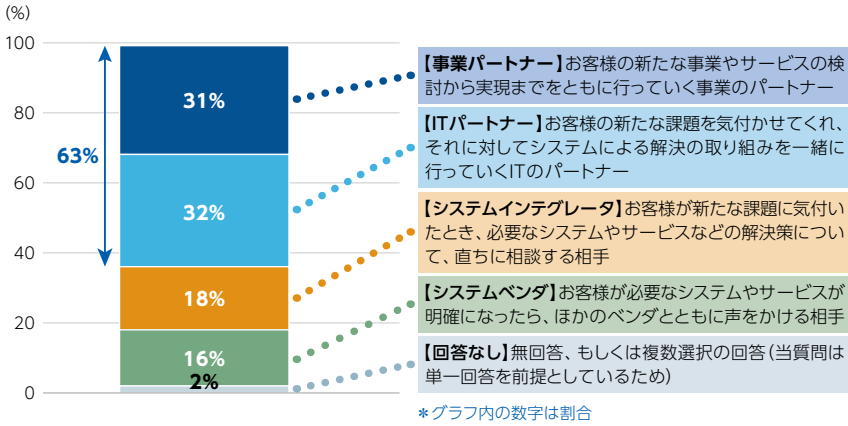 (%)
100
80
60
40
20
0
63%
31%
32%
18%
16%
2%
【事業パートナー】お客様の新たな事業やサービスの検
討から実現までをともに行っていく事業のパートナー
【ITパートナー】お客様の新たな課題を気付かせてくれ、
それに対してシステムによる解決の取り組みを一緒に
行っていくITのパートナー
【システムインテグレータ】お客様が新たな課題に気付い
たとき、必要なシステムやサービスなどの解決策につい
て、直ちに相談する相手
【システムベンダ】お客様が必要なシステムやサービスが
明確になったら、ほかのベンダとともに声をかける相手
【回答なし】無回答、もしくは複数選択の回答(当質問は
単一回答を前提としているため)
＊グラフ内の数字は割合